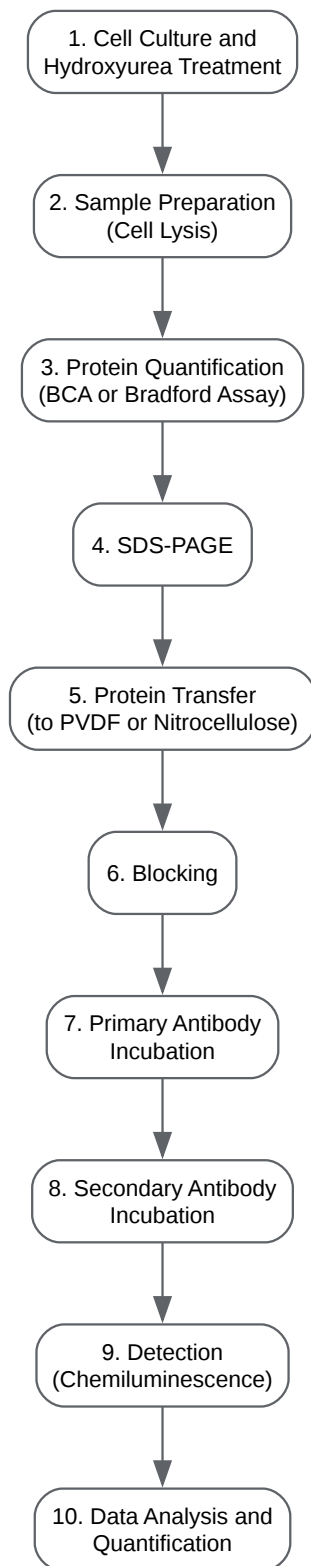 1. Cell Culture and
Hydroxyurea Treatment
2. Sample Preparation
(Cell Lysis)
3. Protein Quantification
(BCA or Bradford Assay)
4. SDS-PAGE
5. Protein Transfer
(to PVDF or Nitrocellulose)
6. Blocking
7. Primary Antibody
Incubation
8. Secondary Antibody
Incubation
9. Detection
(Chemiluminescence)
10. Data Analysis and
Quantification